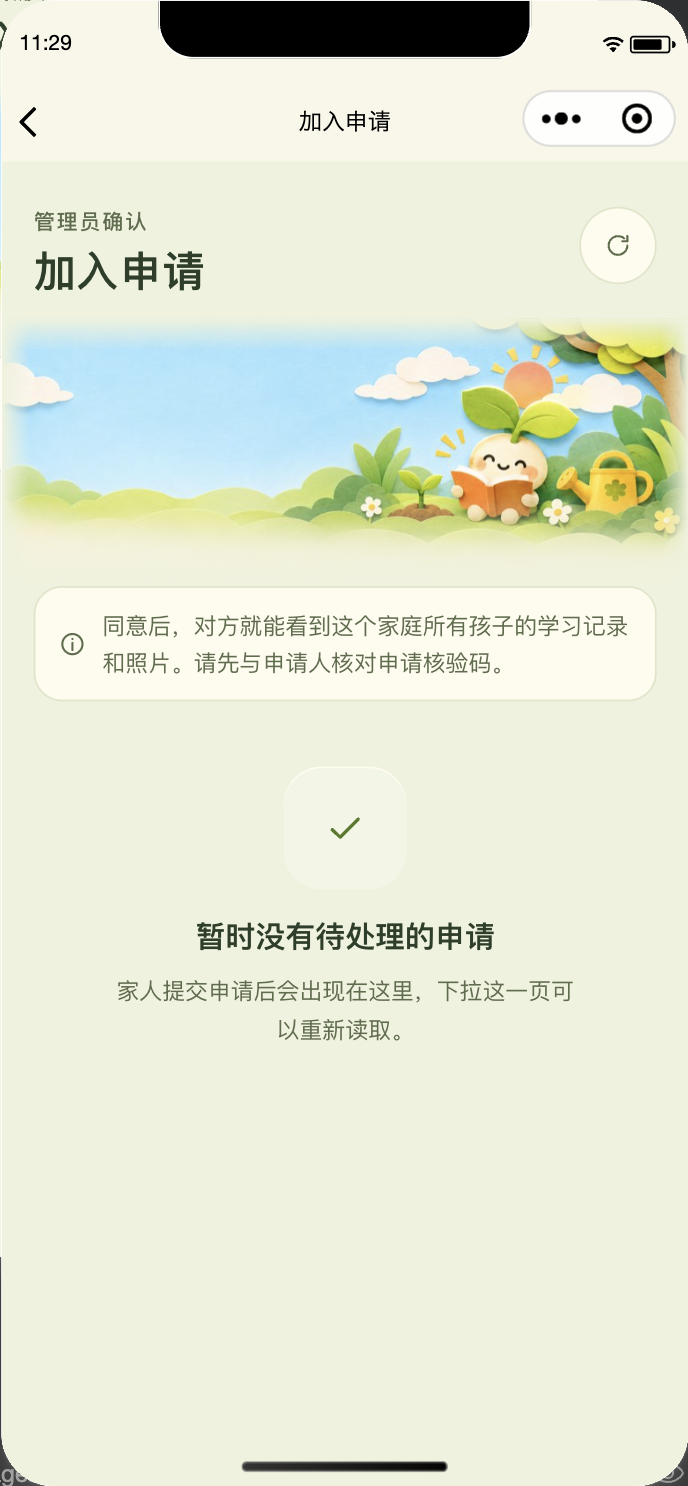 11:29
加入申请
管理员确认
加入申请
同意后，对方就能看到这个家庭所有孩子的学习记录
和照片。请先与申请人核对申请核验码。
暂时没有待处理的申请
家人提交申请后会出现在这里，下拉这一页可
以重新读取。